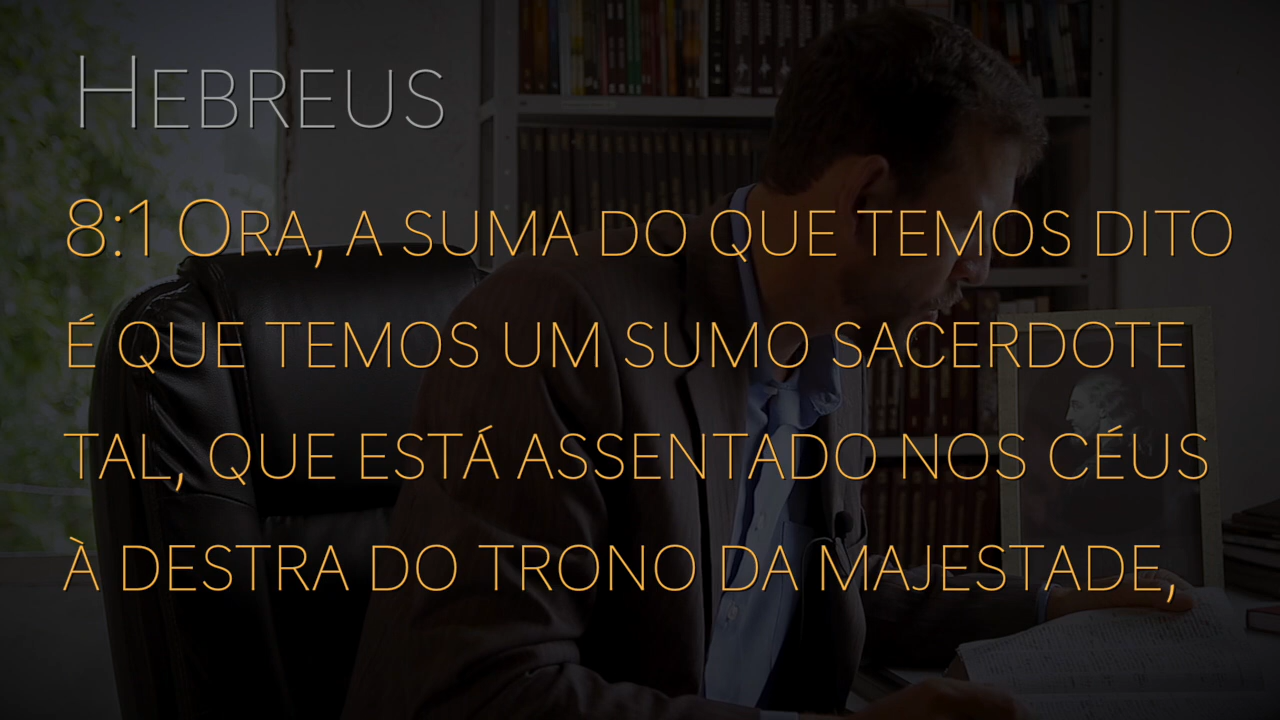 HEBREUS
8:1 ORA, A SUMA DO QUE TEMOS DITO
É QUE TEMOS UM SUMO SACERDOTE
TAL, QUE ESTÁ ASSENTADO NOS CÉUS
À DESTRA DO TRONO DA MAJESTADE,